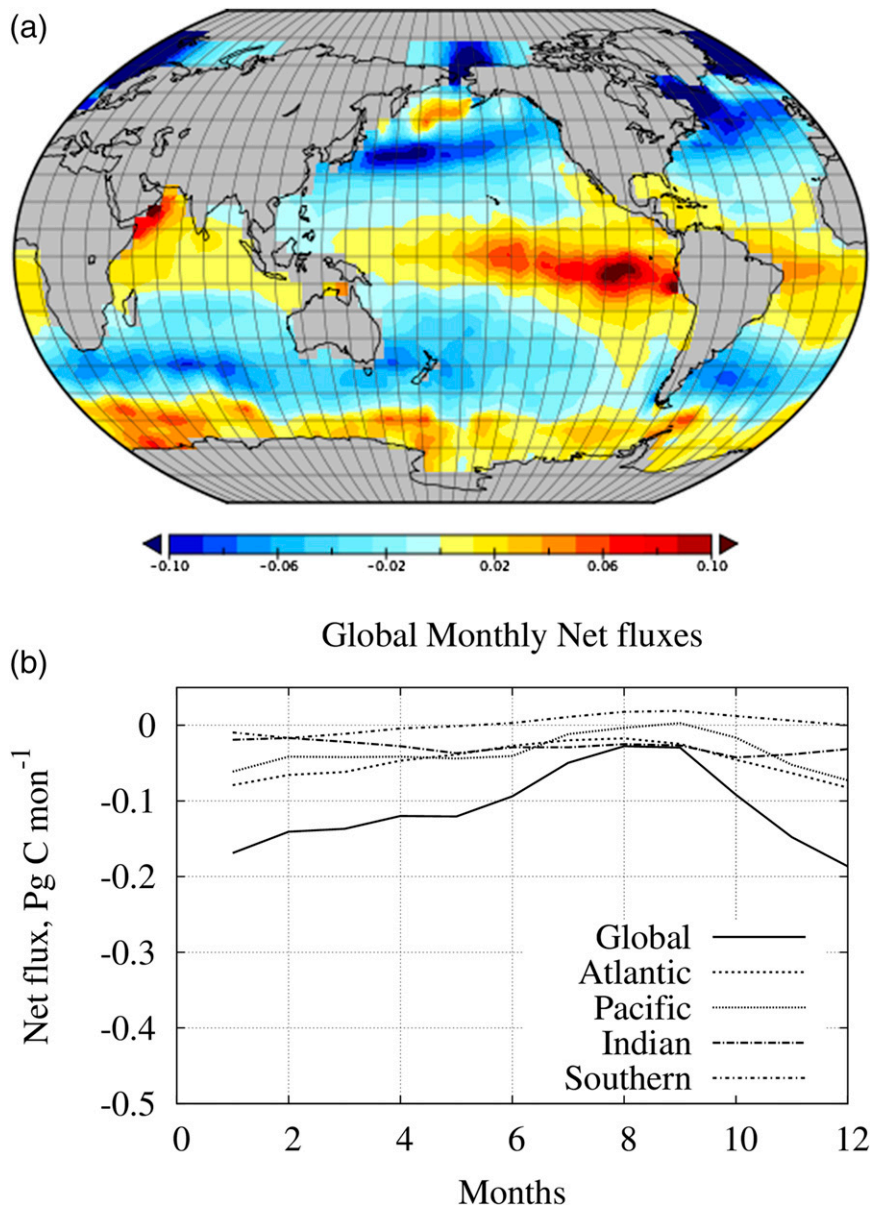 (a)
-0.10 -0.06 -0.02 0.02 0.06 0.10
Global Monthly Net fluxes
(b)
Net flux, Pg C mon⁻¹
0
-0.1
-0.2
-0.3
-0.4
-0.5
Global
Atlantic
Pacific
Indian
Southern
0 2 4 6 8 10 12
Months